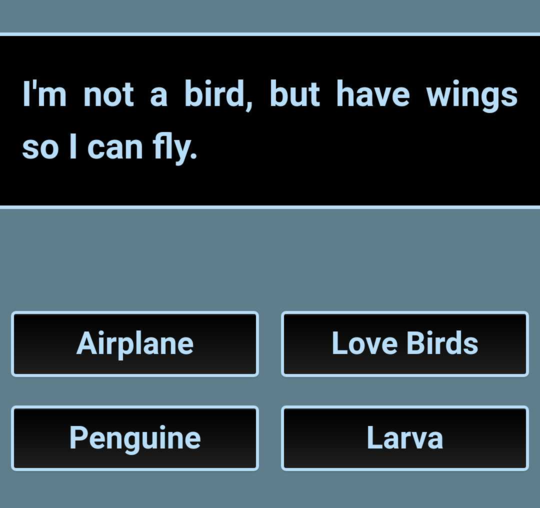 I'm not a bird, but have wings
so I can fly.
Airplane
Love Birds
Penguine
Larva